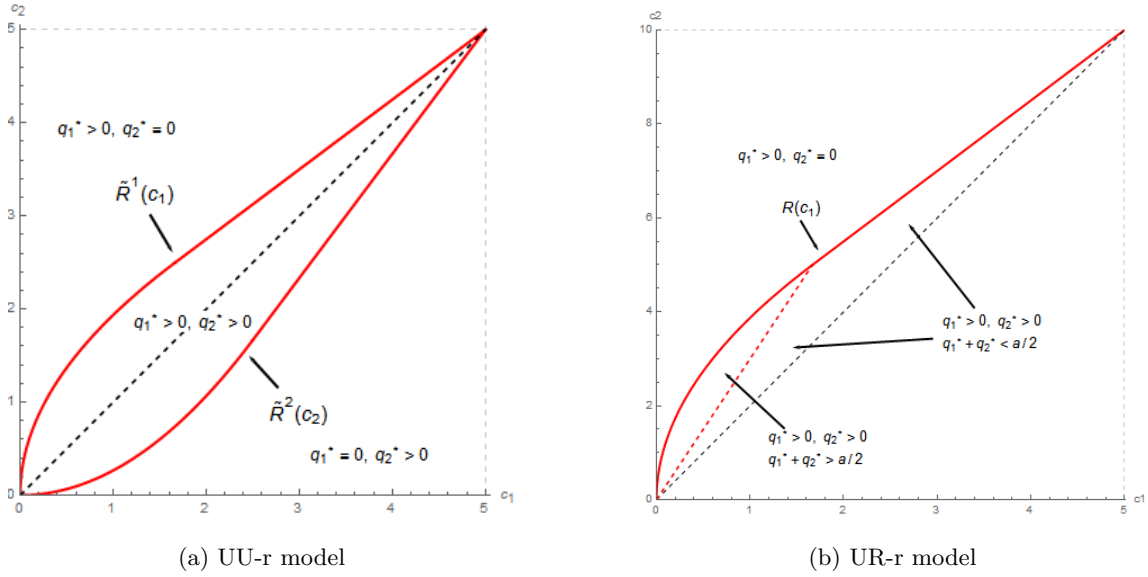 c₂
5
4
3
2
1
0
0
1
2
3
4
5
c₁
q₁* > 0, q₂* = 0
R̃¹(c₁)
q₁* > 0, q₂* > 0
R̃²(c₂)
q₁* = 0, q₂* > 0
(a) UU-r model
c2
10
8
6
4
2
0
0
1
2
3
4
5
c1
q₁* > 0, q₂* = 0
R(c₁)
q₁* > 0, q₂* > 0
q₁* + q₂* < a/2
q₁* > 0, q₂* > 0
q₁* + q₂* > a/2
(b) UR-r model